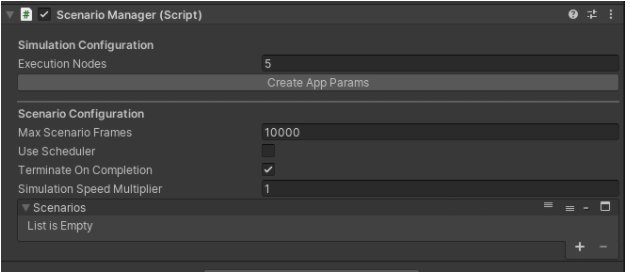 Scenario Manager (Script)
Simulation Configuration
Execution Nodes 5
Create App Params
Scenario Configuration
Max Scenario Frames 10000
Use Scheduler
Terminate On Completion
Simulation Speed Multiplier 1
Scenarios
List is Empty